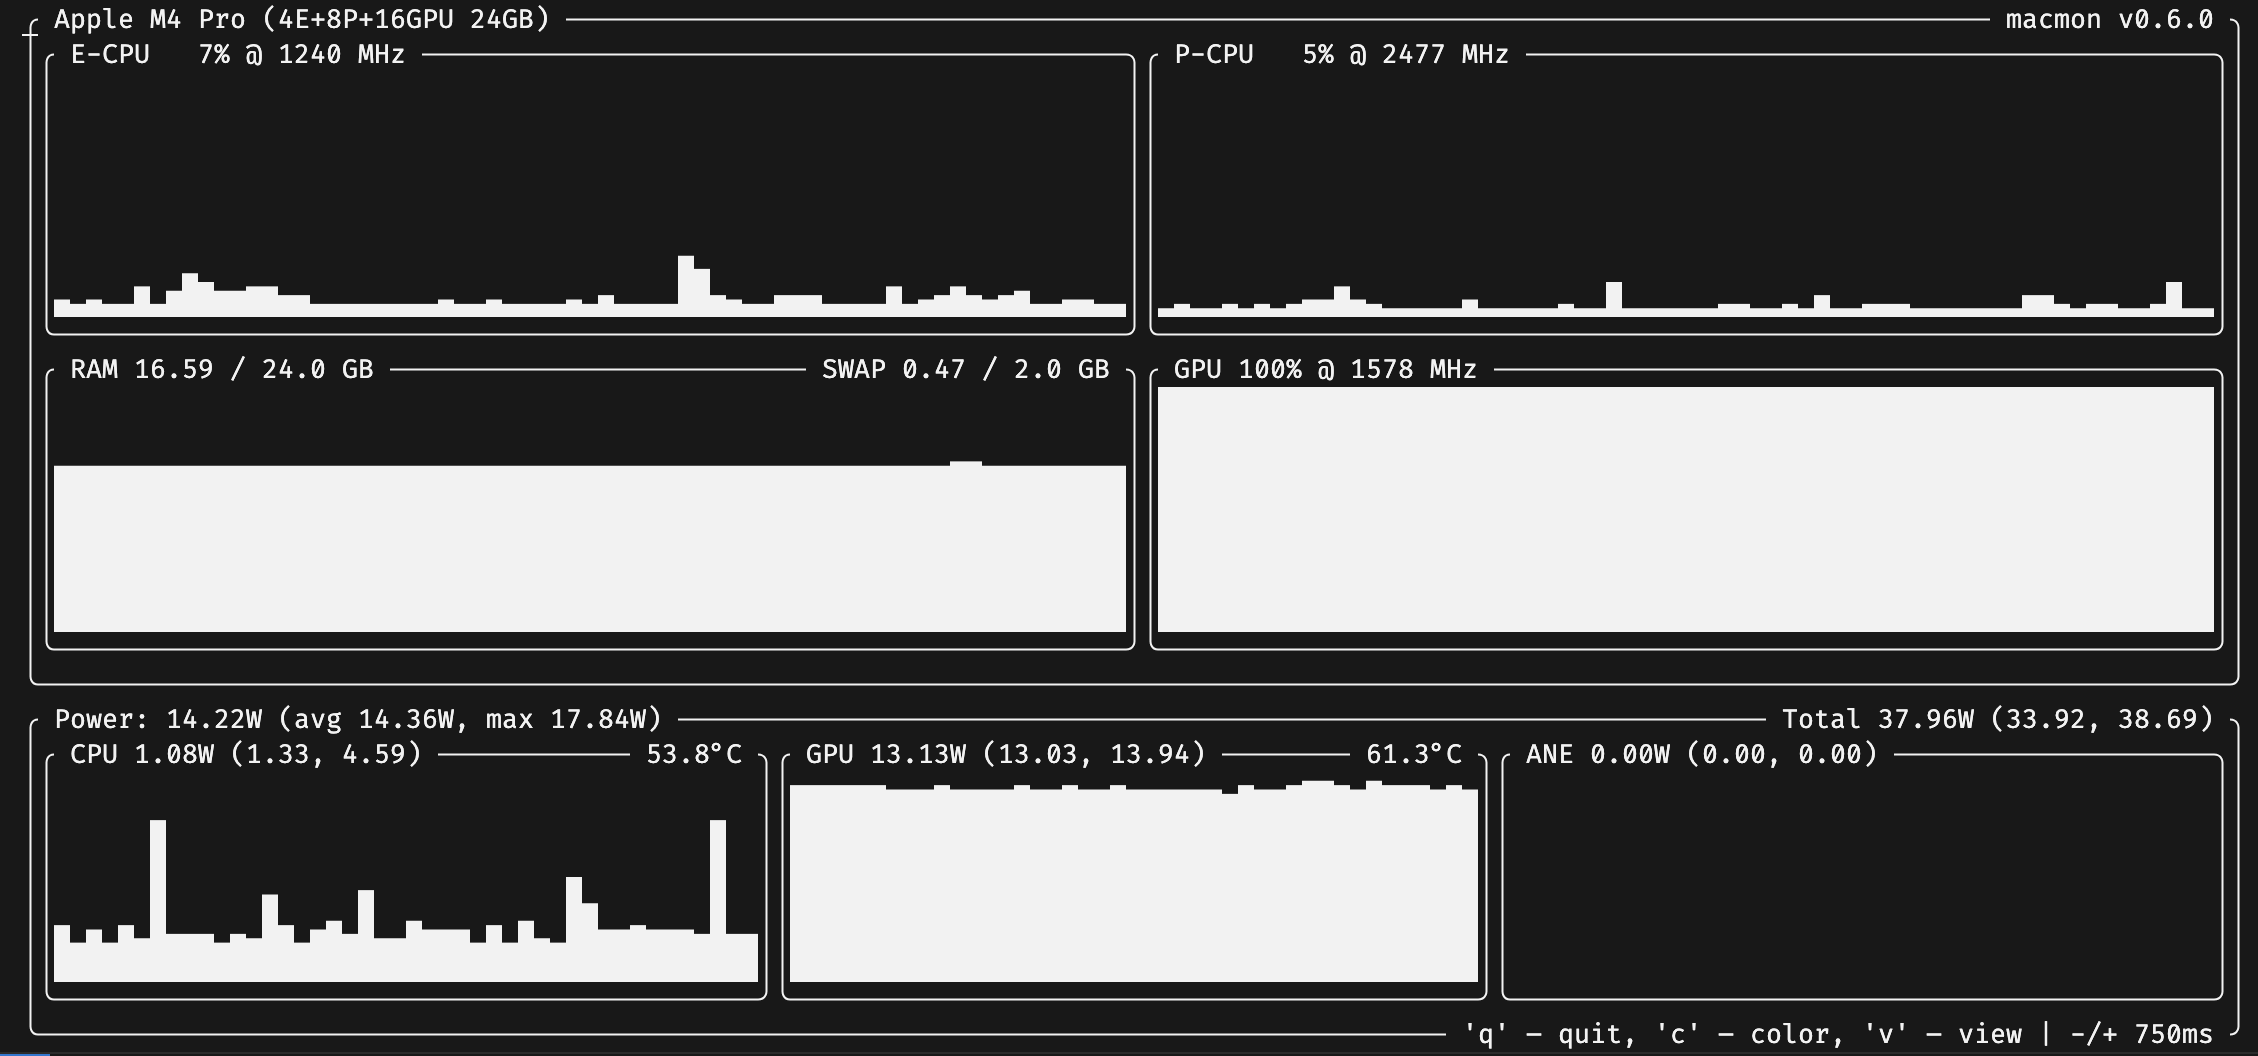 Apple M4 Pro (4E+8P+16GPU 24GB) macmon v0.6.0
E-CPU 7% @ 1240 MHz P-CPU 5% @ 2477 MHz
RAM 16.59 / 24.0 GB SWAP 0.47 / 2.0 GB GPU 100% @ 1578 MHz
Power: 14.22W (avg 14.36W, max 17.84W) Total 37.96W (33.92, 38.69)
CPU 1.08W (1.33, 4.59) 53.8°C GPU 13.13W (13.03, 13.94) 61.3°C ANE 0.00W (0.00, 0.00)
'q' – quit, 'c' – color, 'v' – view | -/+ 750ms